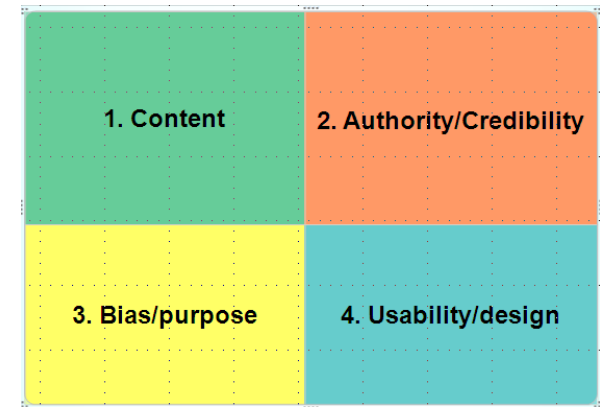 1. Content
2. Authority/Credibility
3. Bias/purpose
4. Usability/design